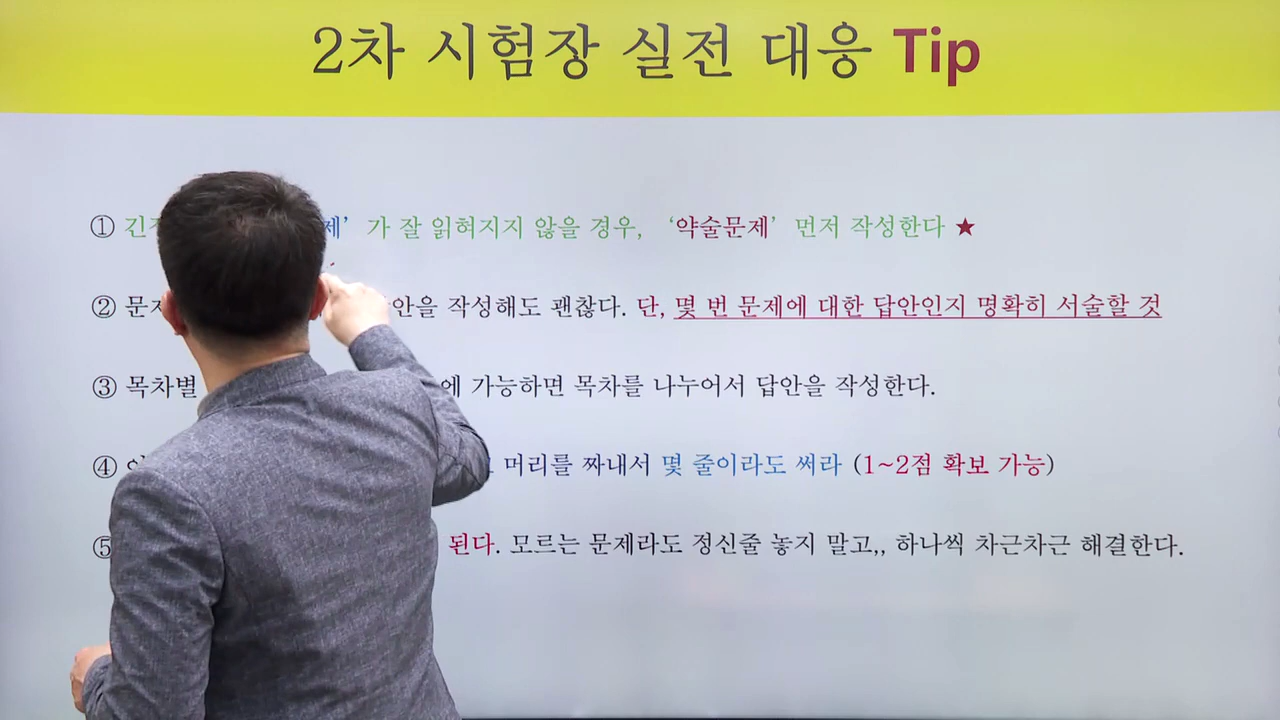 2차 시험장 실전 대응 Tip
① 제’ 가 잘 읽혀지지 않을 경우, ‘약술문제’ 먼저 작성한다 ★
② 작성해도 괜찮다. 단, 몇 번 문제에 대한 답안인지 명확히 서술할 것
③ 목차별 에 가능하면 목차를 나누어서 답안을 작성한다.
④ 머리를 짜내서 몇 줄이라도 써라 (1~2점 확보 가능)
⑤ 된다. 모르는 문제라도 정신줄 놓지 말고,, 하나씩 차근차근 해결한다.